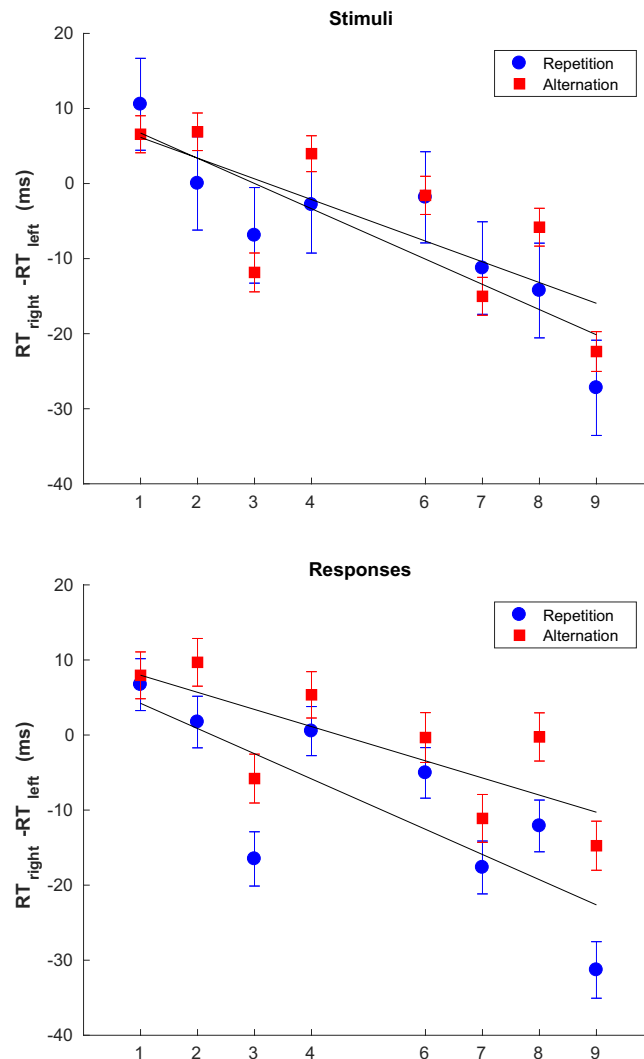 Stimuli
20
10
0
-10
-20
-30
-40
RT right -RT left (ms)
Repetition
Alternation
1 2 3 4 6 7 8 9
Responses
20
10
0
-10
-20
-30
-40
RT right -RT left (ms)
Repetition
Alternation
1 2 3 4 6 7 8 9